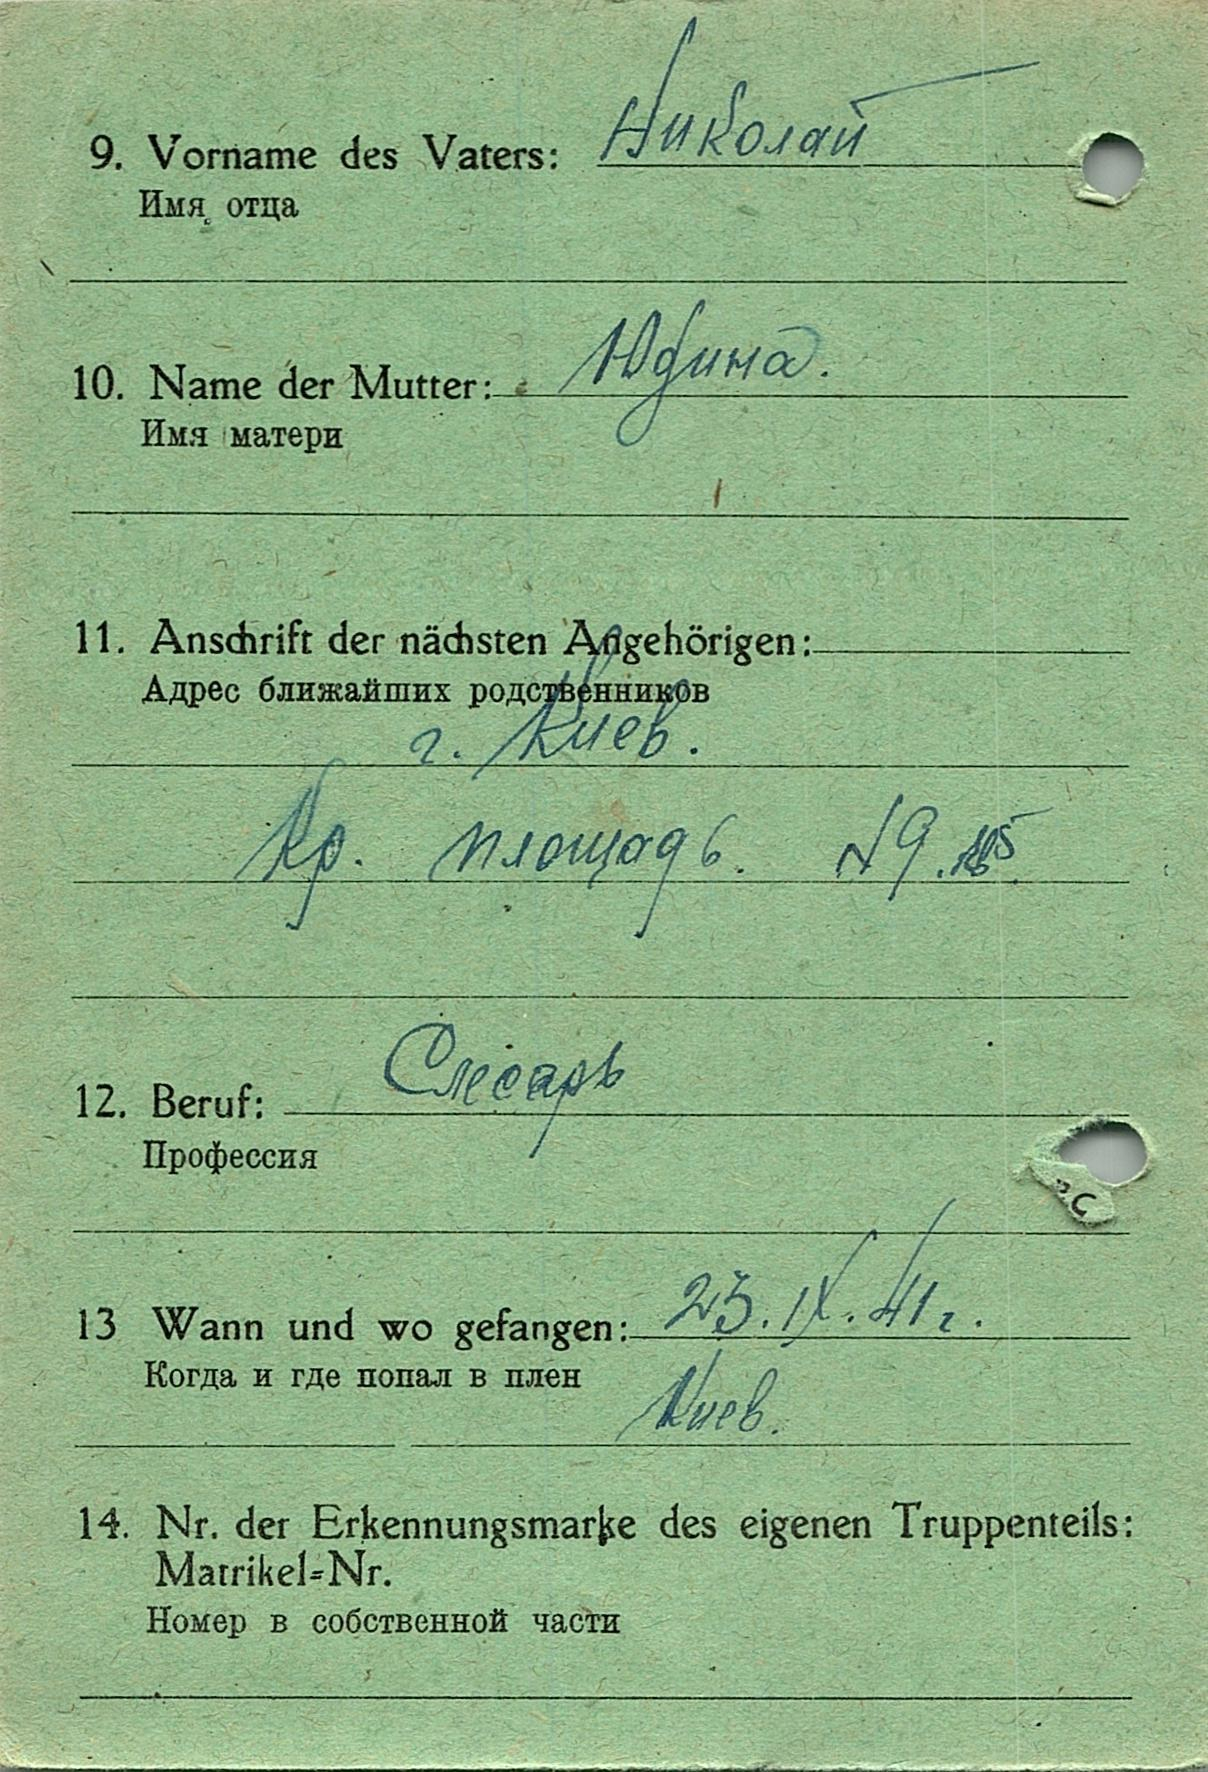 9. Vorname des Vaters: Николай
Имя отца
10. Name der Mutter: Юдина.
Имя матери
11. Anschrift der nächsten Angehörigen:
Адрес ближайших родственников
г. Киев.
Кр. площадь. N9.
12. Beruf: Слесарь
Профессия
13 Wann und wo gefangen: 23.IX.41г.
Когда и где попал в плен
Киев.
14. Nr. der Erkennungsmarke des eigenen Truppenteils:
Matrikel-Nr.
Номер в собственной части